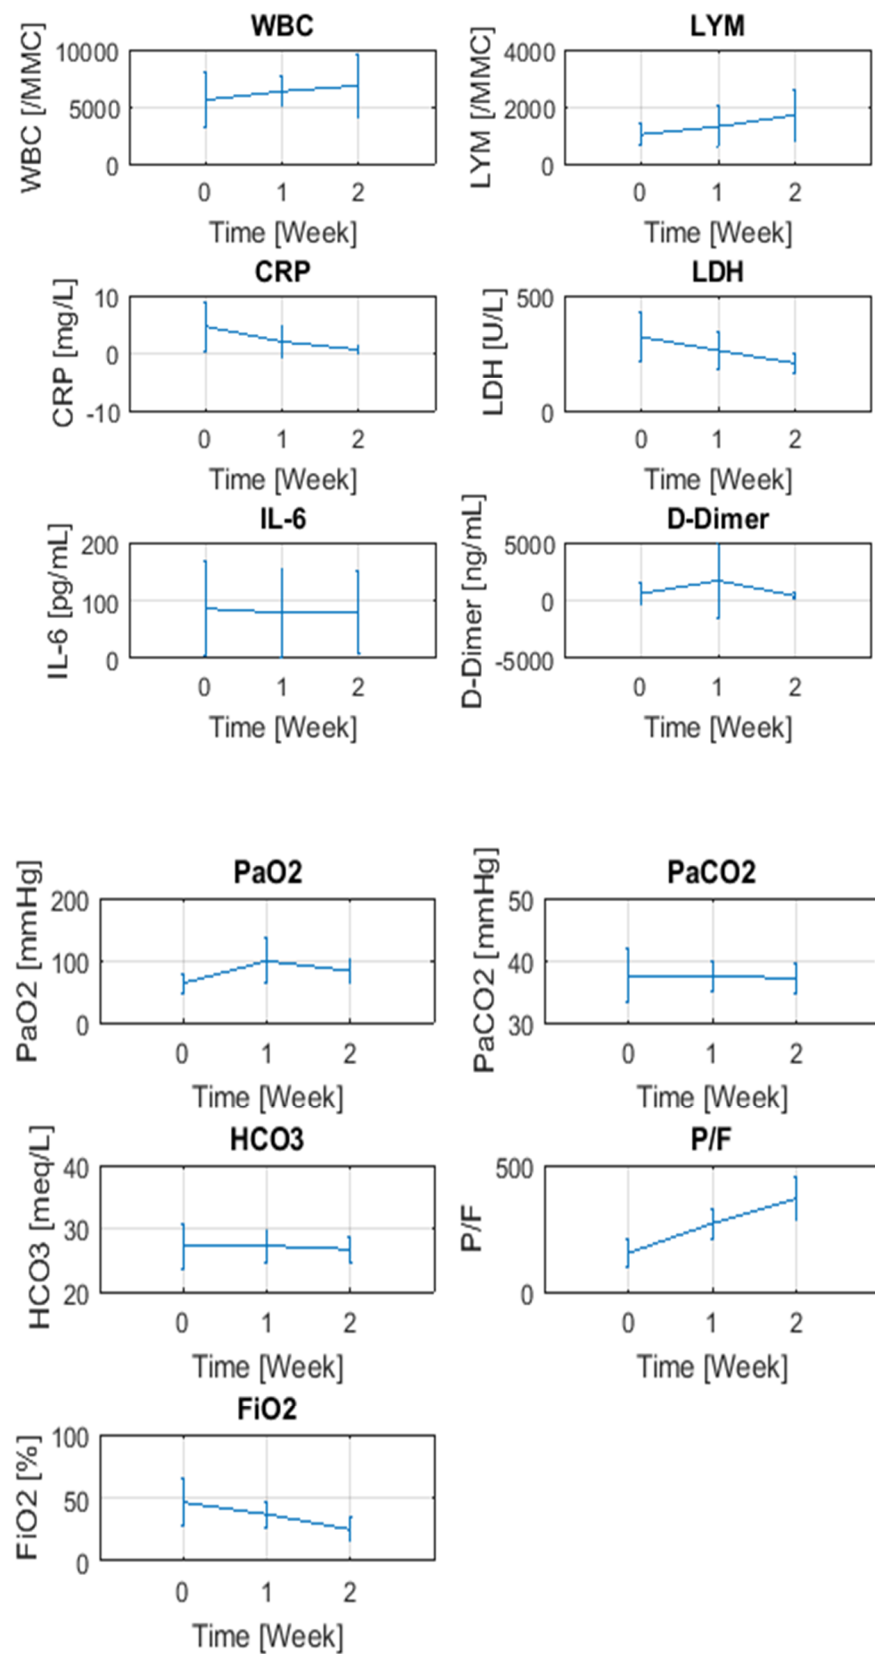 WBC
WBC [/MMC]
10000
5000
0
0 1 2
Time [Week]
LYM
LYM [/MMC]
4000
2000
0
0 1 2
Time [Week]
CRP
CRP [mg/L]
10
0
-10
0 1 2
Time [Week]
LDH
LDH [U/L]
500
0
0 1 2
Time [Week]
IL-6
IL-6 [pg/mL]
200
100
0
0 1 2
Time [Week]
D-Dimer
D-Dimer [ng/mL]
5000
0
-5000
0 1 2
Time [Week]
PaO2
PaO2 [mmHg]
200
100
0
0 1 2
Time [Week]
PaCO2
PaCO2 [mmHg]
50
40
30
0 1 2
Time [Week]
HCO3
HCO3 [meq/L]
40
30
20
0 1 2
Time [Week]
P/F
P/F
500
0
0 1 2
Time [Week]
FiO2
FiO2 [%]
100
50
0
0 1 2
Time [Week]